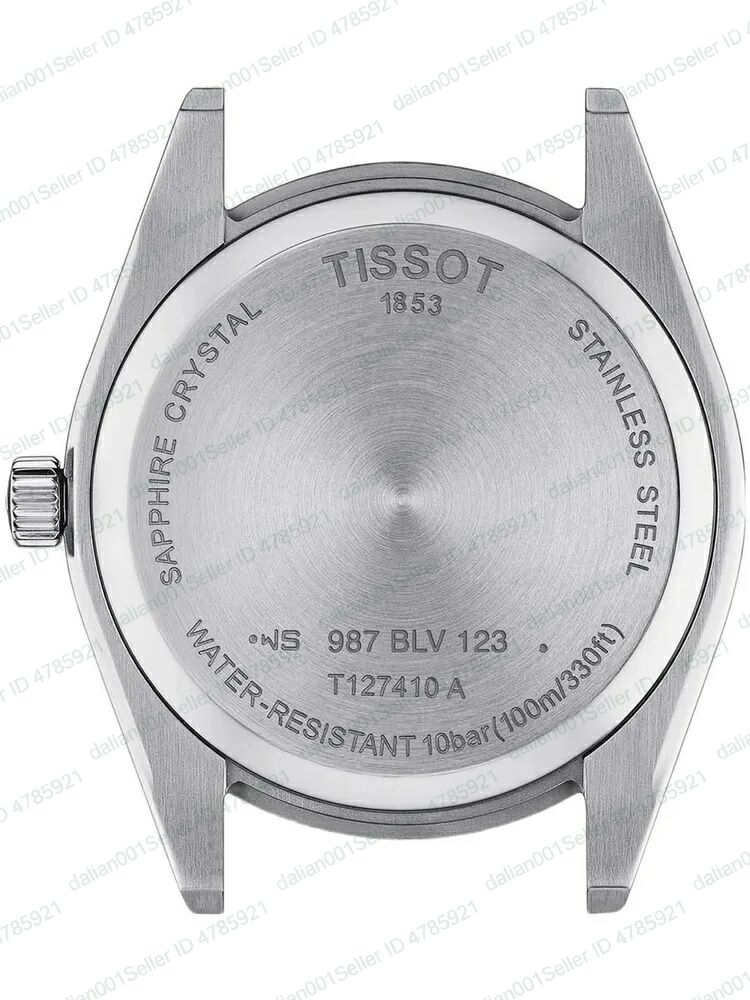 TISSOT
1853
SAPPHIRE CRYSTAL
STAINLESS STEEL
987 BLV 123
T127410 A
WATER-RESISTANT 10bar(100m/330ft)
dalian001Seller ID 4785921